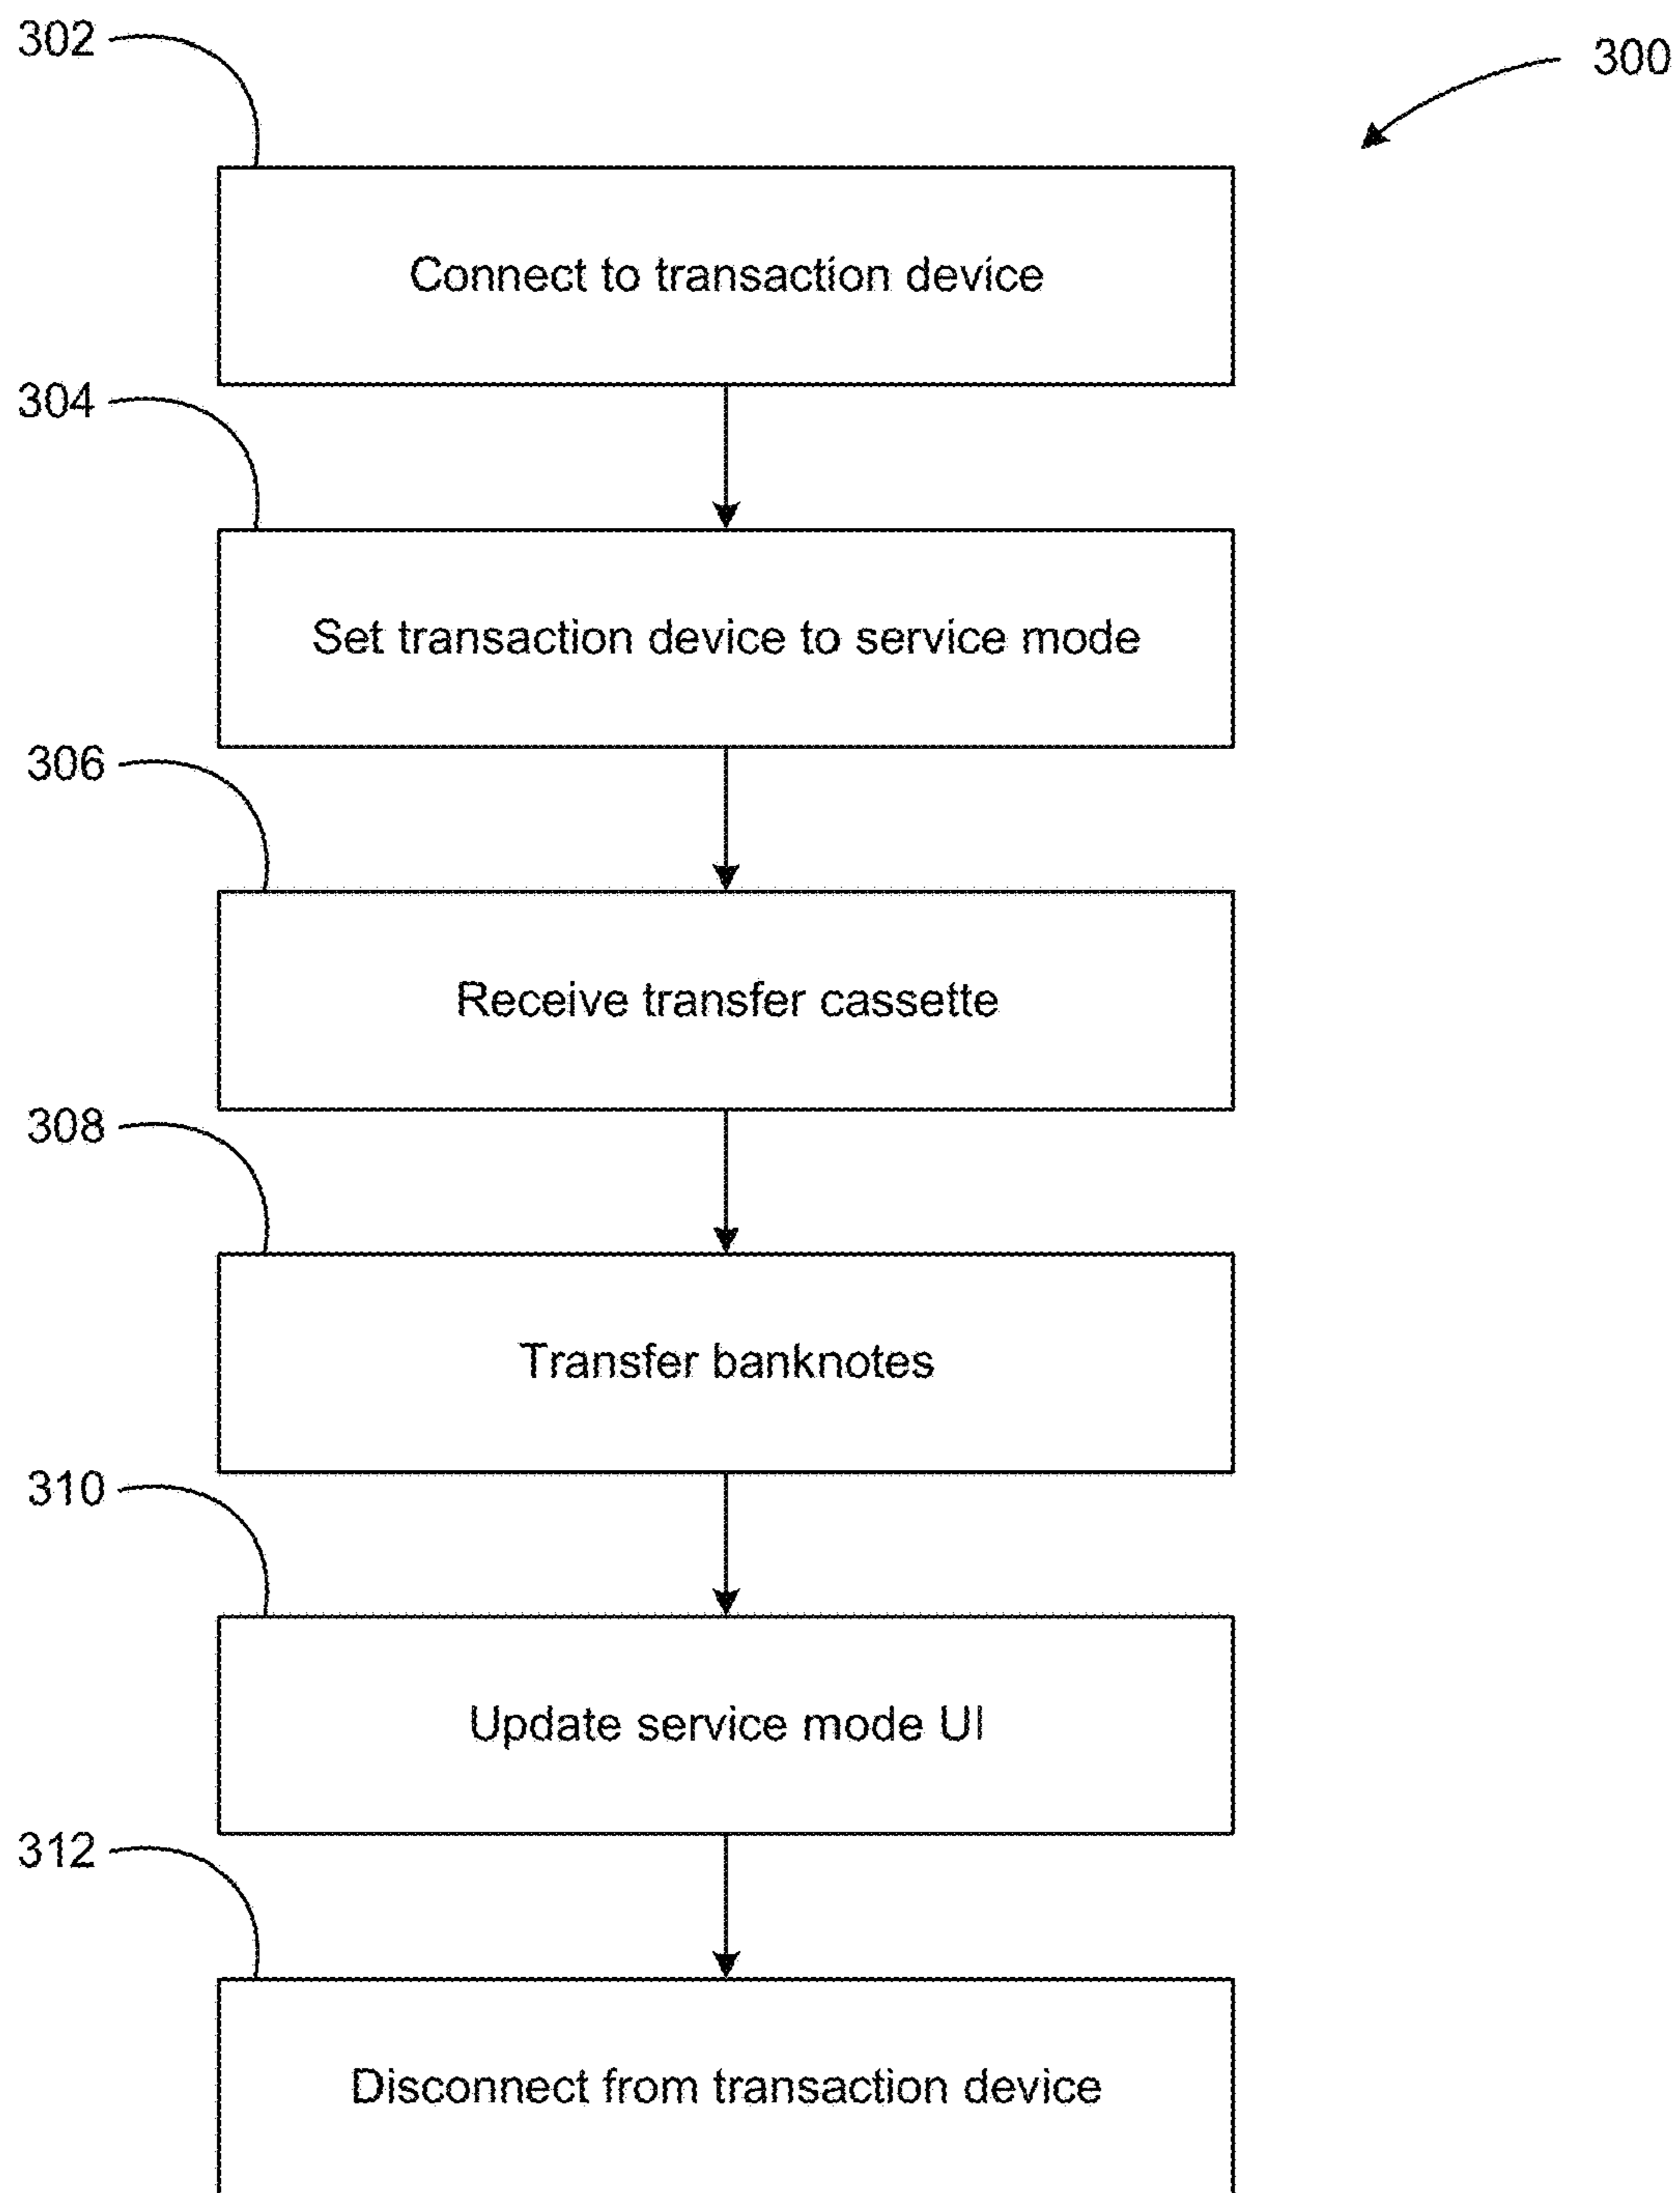 302
300
Connect to transaction device
304
Set transaction device to service mode
306
Receive transfer cassette
308
Transfer banknotes
310
Update service mode UI
312
Disconnect from transaction device